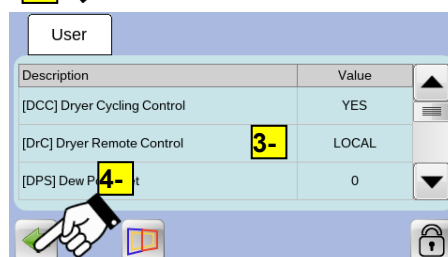 User
Description Value
[DCC] Dryer Cycling Control YES
[DrC] Dryer Remote Control 3- LOCAL
[DPS] Dew 4- 0